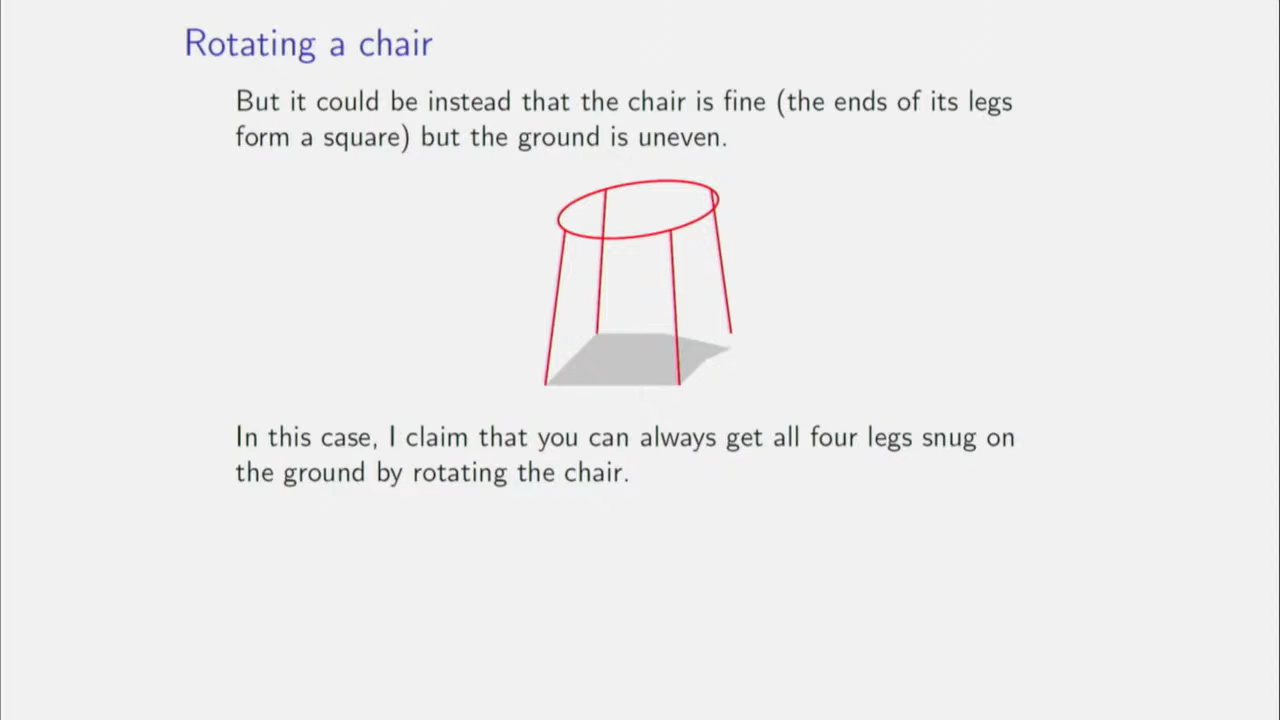 Rotating a chair
But it could be instead that the chair is fine (the ends of its legs
form a square) but the ground is uneven.
In this case, I claim that you can always get all four legs snug on
the ground by rotating the chair.